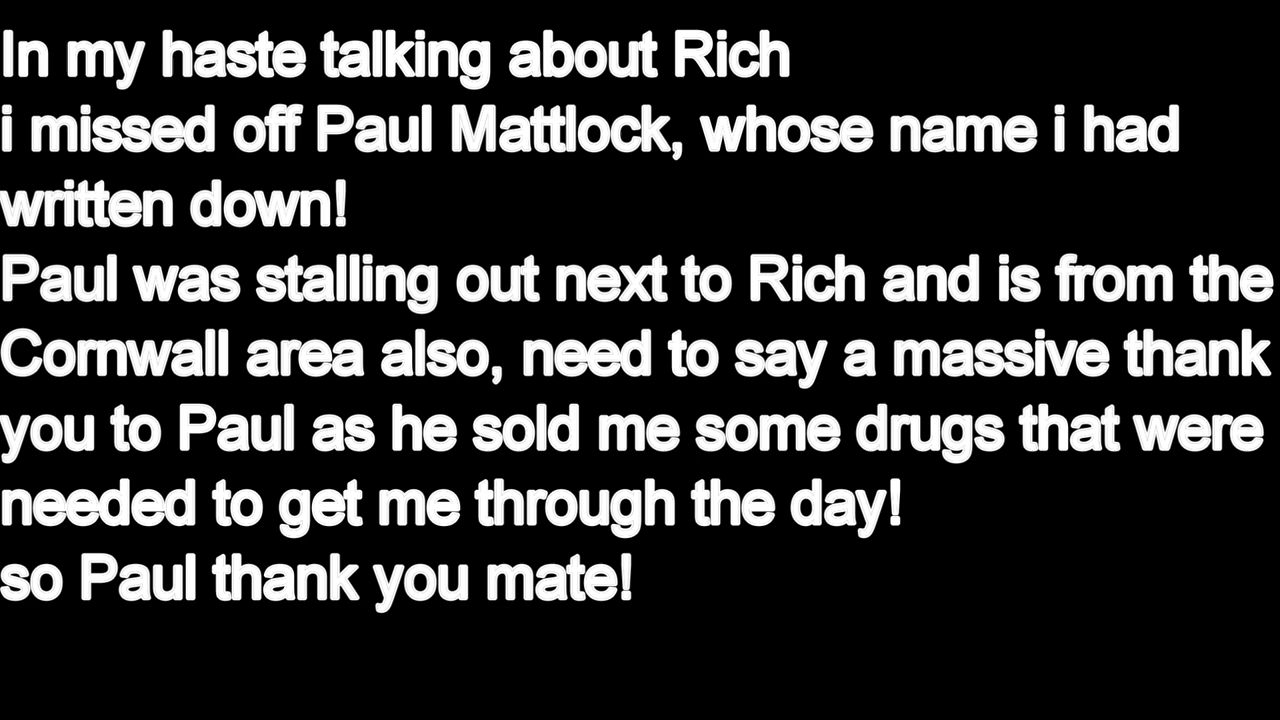 In my haste talking about Rich
i missed off Paul Mattlock, whose name i had
written down!
Paul was stalling out next to Rich and is from the
Cornwall area also, need to say a massive thank
you to Paul as he sold me some drugs that were
needed to get me through the day!
so Paul thank you mate!